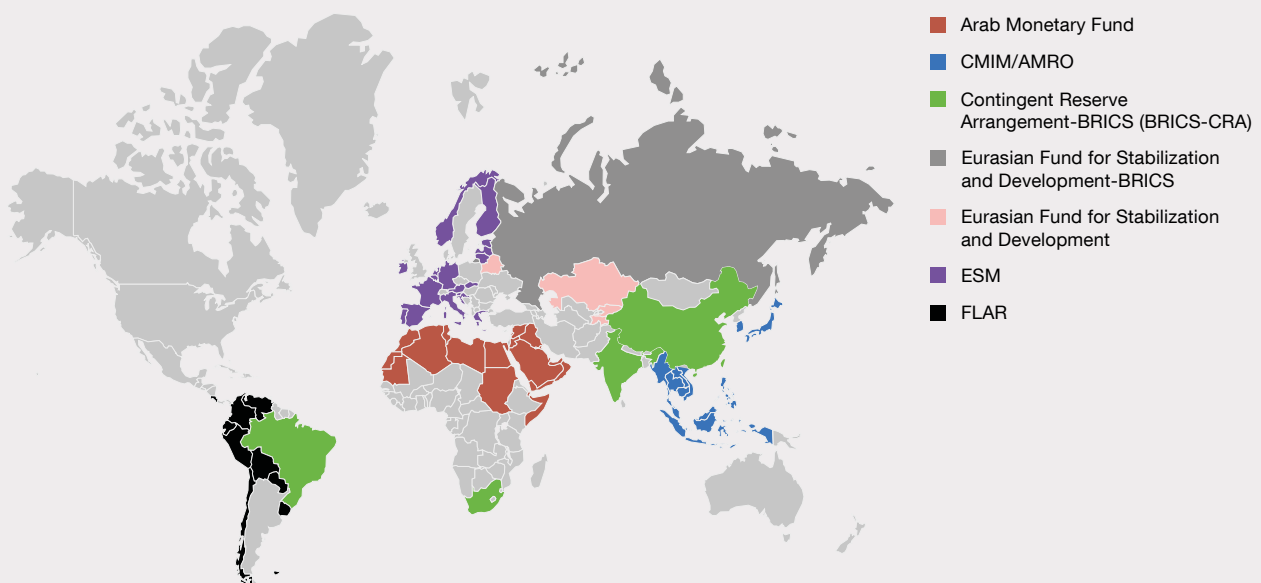 Arab Monetary Fund
CMIM/AMRO
Contingent Reserve
Arrangement-BRICS (BRICS-CRA)
Eurasian Fund for Stabilization
and Development-BRICS
Eurasian Fund for Stabilization
and Development
ESM
FLAR